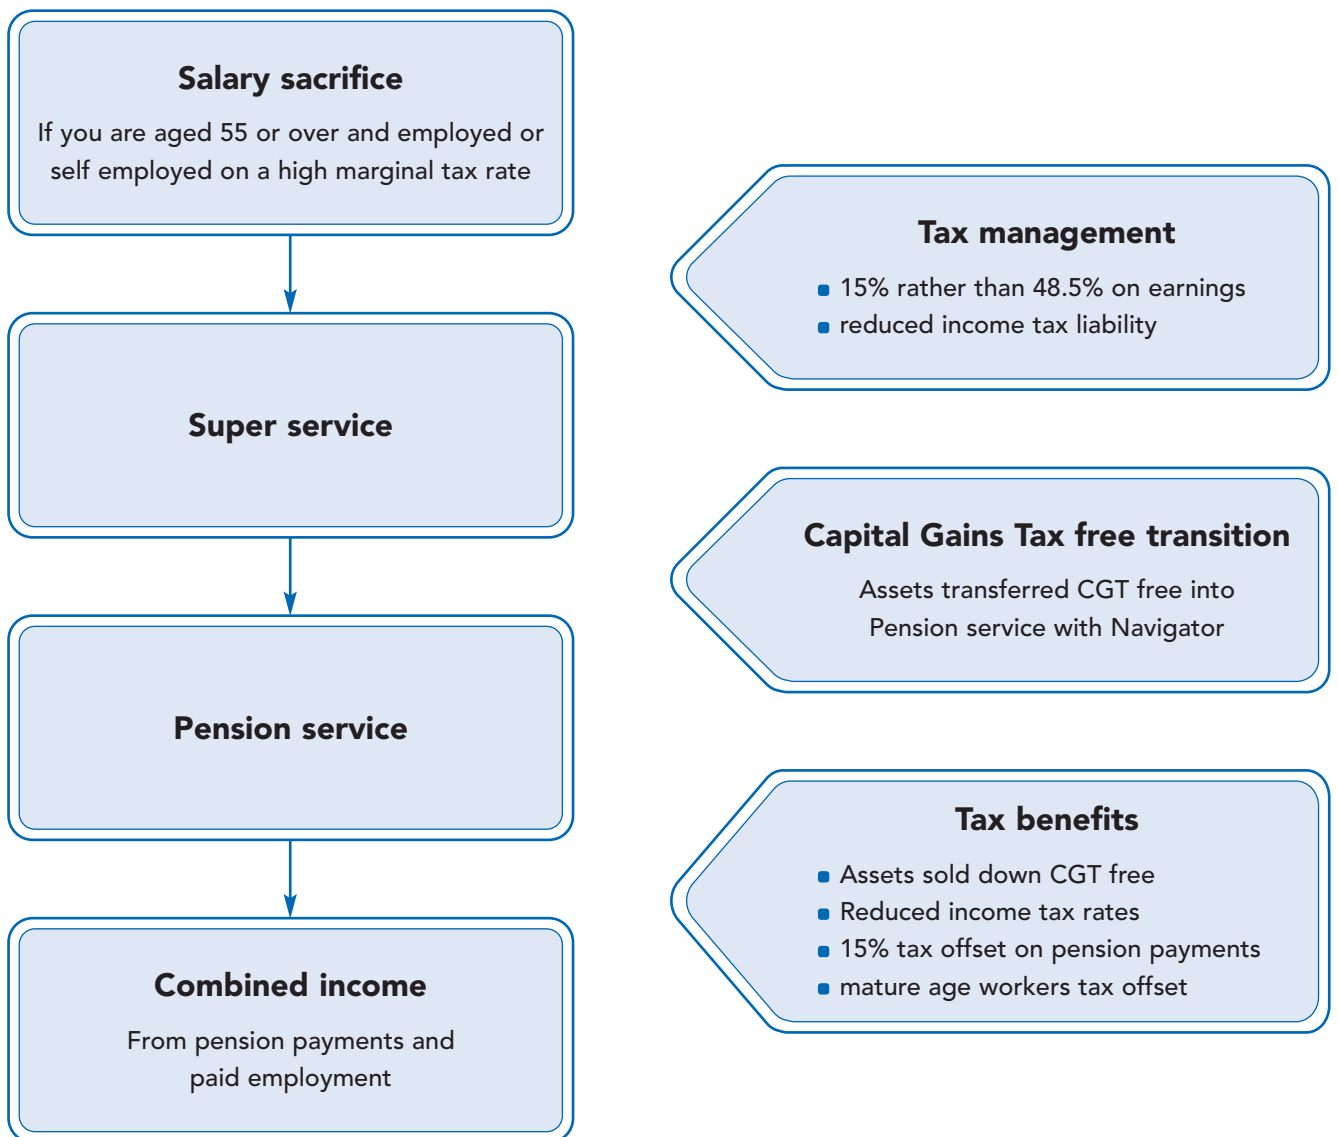 Salary sacrifice
If you are aged 55 or over and employed or
self employed on a high marginal tax rate
Tax management
15% rather than 48.5% on earnings
reduced income tax liability
Super service
Capital Gains Tax free transition
Assets transferred CGT free into
Pension service with Navigator
Pension service
Tax benefits
Assets sold down CGT free
Reduced income tax rates
15% tax offset on pension payments
mature age workers tax offset
Combined income
From pension payments and
paid employment